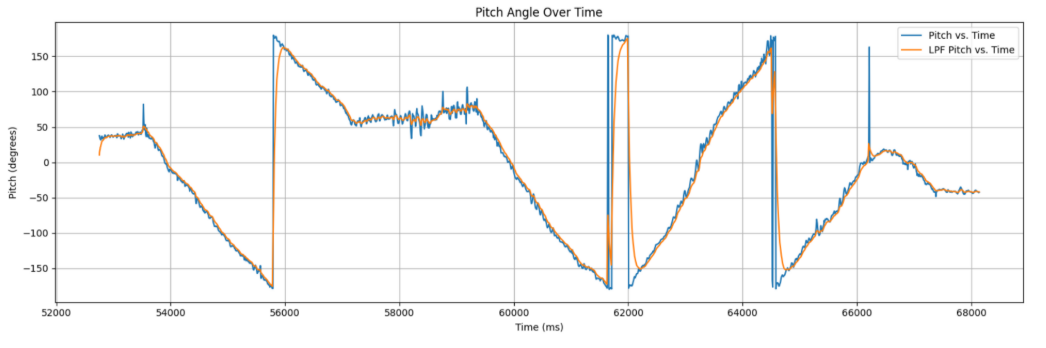 Pitch Angle Over Time
Pitch vs. Time
LPF Pitch vs. Time
Pitch (degrees)
150
100
50
0
−50
−100
−150
52000 54000 56000 58000 60000 62000 64000 66000 68000
Time (ms)